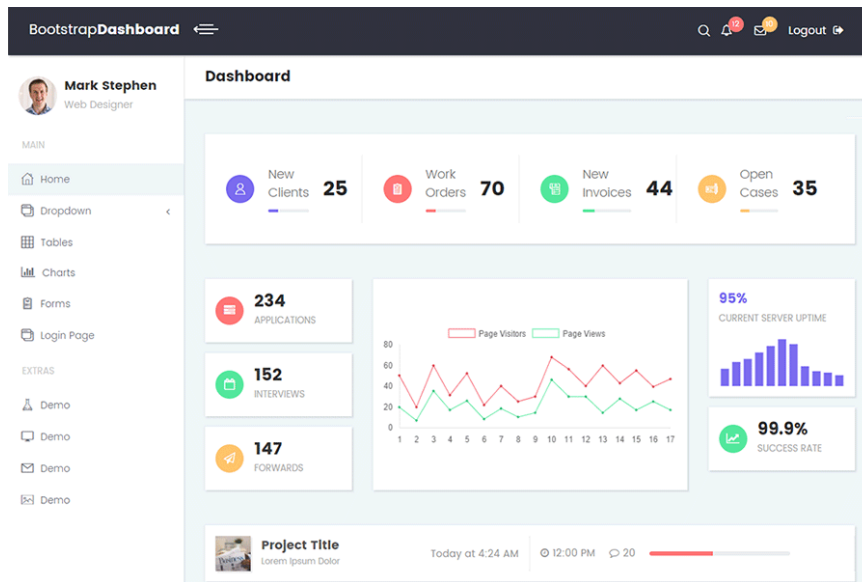 BootstrapDashboard
12
10
Logout
Mark Stephen
Web Designer
MAIN
Home
Dropdown
Tables
Charts
Forms
Login Page
EXTRAS
Demo
Demo
Demo
Demo
Dashboard
New
Clients
25
Work
Orders
70
New
Invoices
44
Open
Cases
35
234
APPLICATIONS
152
INTERVIEWS
147
FORWARDS
Page Visitors Page Views
80
60
40
20
0
1 2 3 4 5 6 7 8 9 10 11 12 13 14 15 16 17
95%
CURRENT SERVER UPTIME
99.9%
SUCCESS RATE
Business
Project Title
Lorem Ipsum Dolor
Today at 4:24 AM
12:00 PM
20